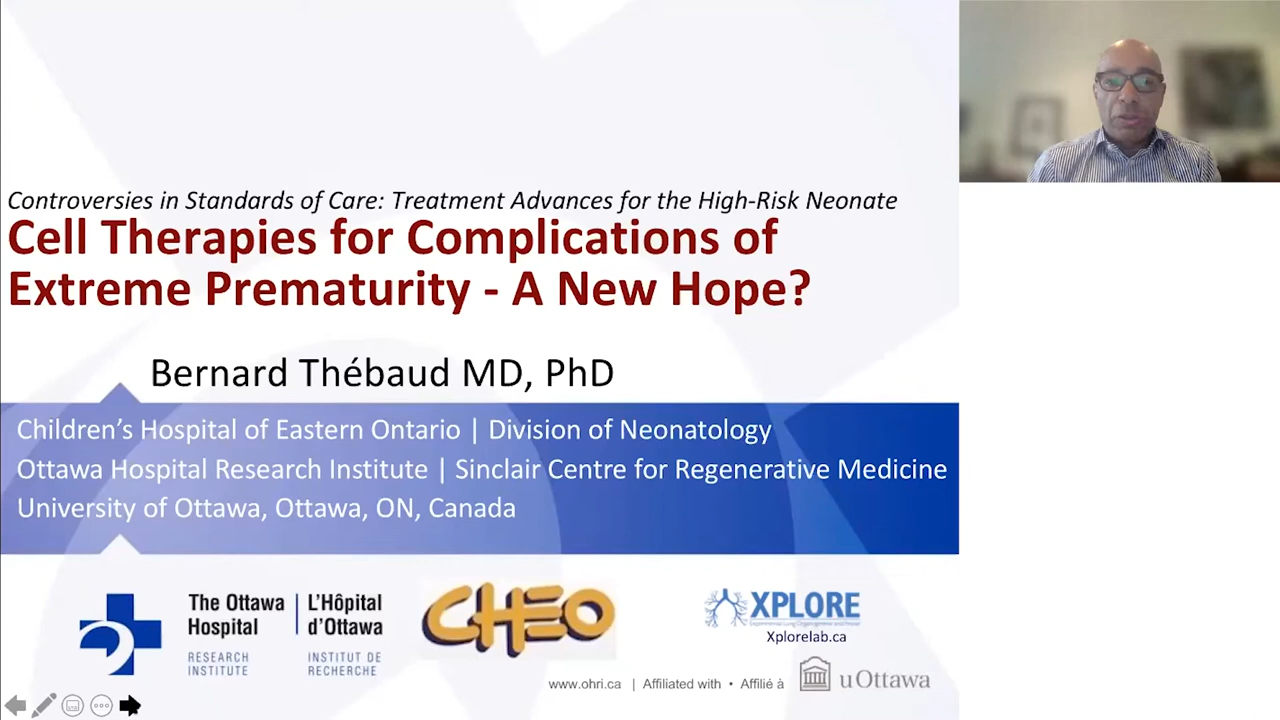 Controversies in Standards of Care: Treatment Advances for the High-Risk Neonate
Cell Therapies for Complications of
Extreme Prematurity - A New Hope?
Bernard Thébaud MD, PhD
Children's Hospital of Eastern Ontario | Division of Neonatology
Ottawa Hospital Research Institute | Sinclair Centre for Regenerative Medicine
University of Ottawa, Ottawa, ON, Canada
The Ottawa Hospital
RESEARCH INSTITUTE
L'Hôpital d'Ottawa
INSTITUT DE RECHERCHE
CHEO
XPLORE
Xplorelab.ca
www.ohri.ca | Affiliated with • Affilié à
uOttawa